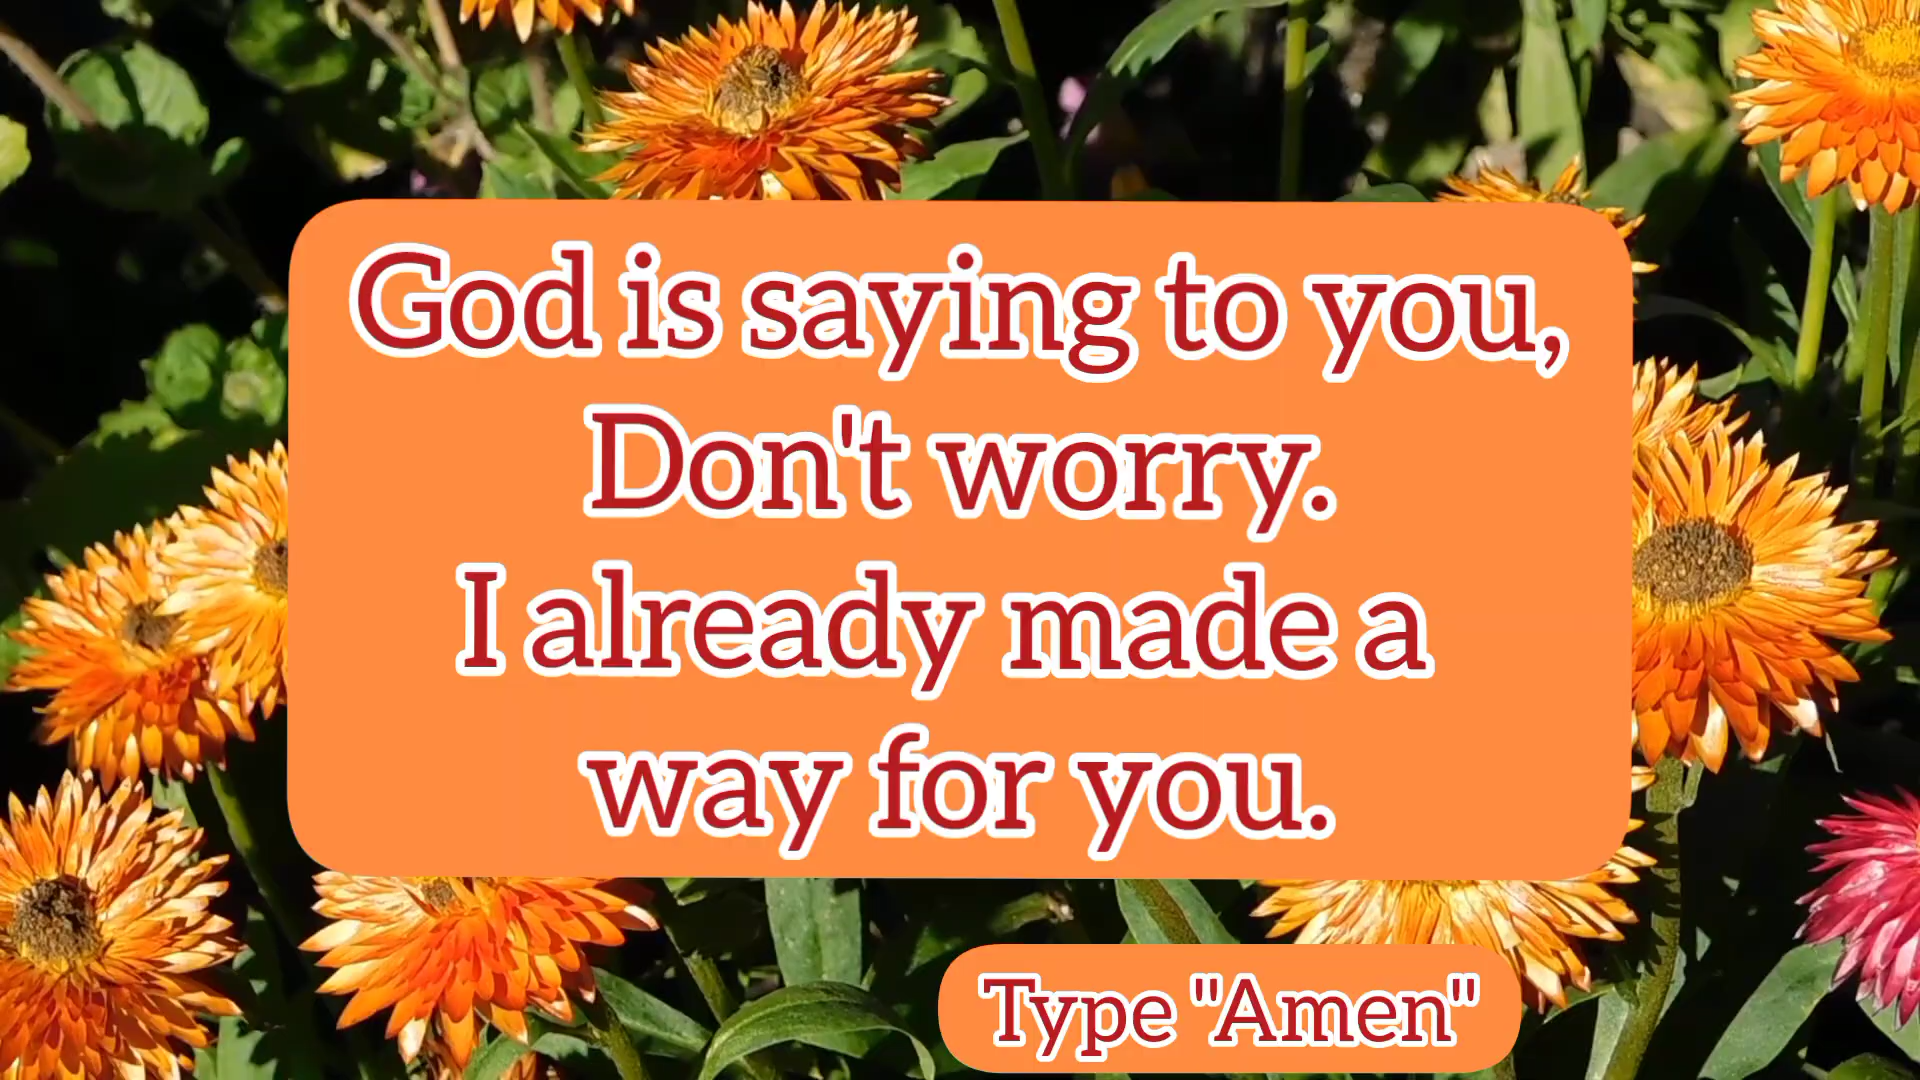 God is saying to you,
Don't worry.
I already made a
way for you.
Type "Amen"